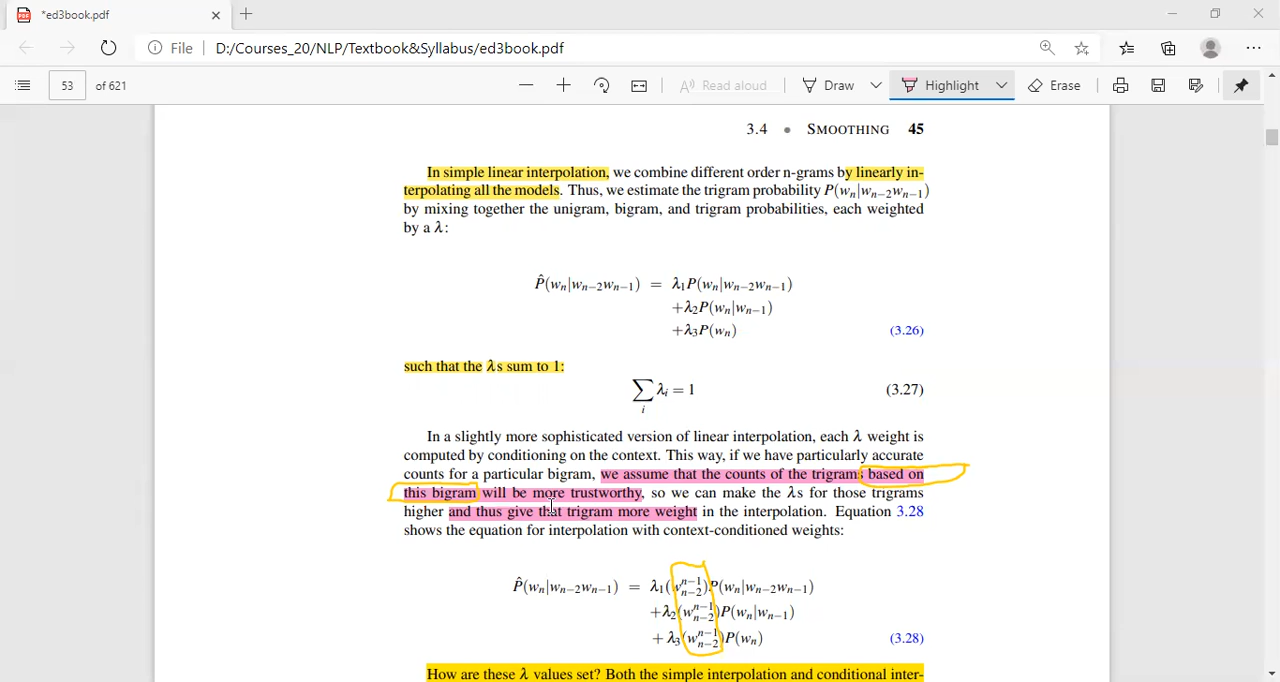 *ed3book.pdf
File D:/Courses_20/NLP/Textbook&Syllabus/ed3book.pdf
53 of 621 Read aloud Draw Highlight Erase
3.4 • SMOOTHING 45
In simple linear interpolation, we combine different order n-grams by linearly in-
terpolating all the models. Thus, we estimate the trigram probability P(wₙ|wₙ₋₂wₙ₋₁)
by mixing together the unigram, bigram, and trigram probabilities, each weighted
by a λ:
P̂(wₙ|wₙ₋₂wₙ₋₁) = λ₁P(wₙ|wₙ₋₂wₙ₋₁)
+λ₂P(wₙ|wₙ₋₁)
+λ₃P(wₙ) (3.26)
such that the λs sum to 1:
∑ᵢ λᵢ = 1 (3.27)
In a slightly more sophisticated version of linear interpolation, each λ weight is
computed by conditioning on the context. This way, if we have particularly accurate
counts for a particular bigram, we assume that the counts of the trigrams based on
this bigram will be more trustworthy, so we can make the λs for those trigrams
higher and thus give that trigram more weight in the interpolation. Equation 3.28
shows the equation for interpolation with context-conditioned weights:
P̂(wₙ|wₙ₋₂wₙ₋₁) = λ₁(wₙ₋₂ⁿ⁻¹)P(wₙ|wₙ₋₂wₙ₋₁)
+λ₂(wₙ₋₂ⁿ⁻¹)P(wₙ|wₙ₋₁)
+ λ₃(wₙ₋₂ⁿ⁻¹)P(wₙ) (3.28)
How are these λ values set? Both the simple interpolation and conditional inter-